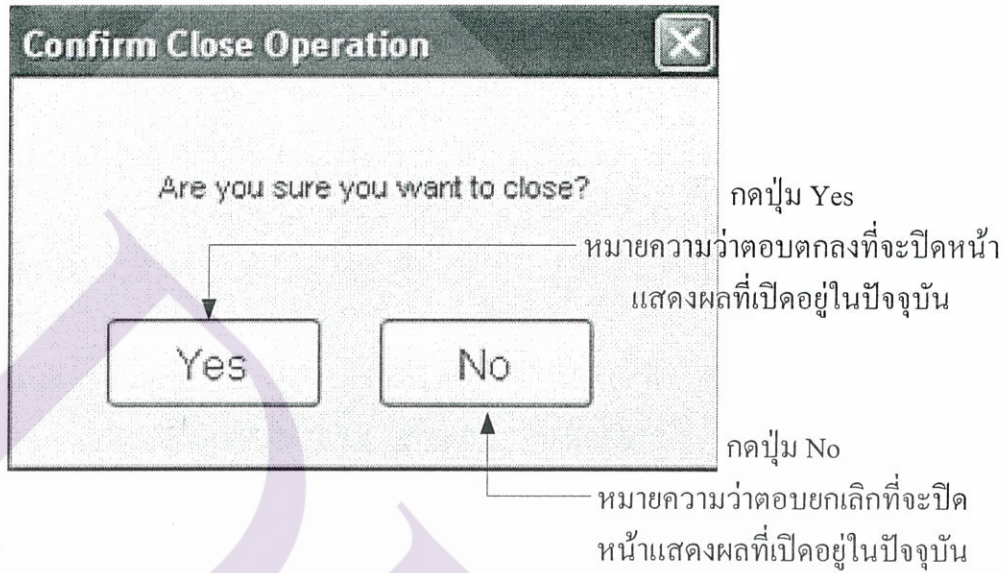 Confirm Close Operation
Are you sure you want to close?
กดปุ่ม Yes
หมายความว่าตอบตกลงที่จะปิดหน้า
แสดงผลที่เปิดอยู่ในปัจจุบัน
Yes
No
กดปุ่ม No
หมายความว่าตอบยกเลิกที่จะปิด
หน้าแสดงผลที่เปิดอยู่ในปัจจุบัน